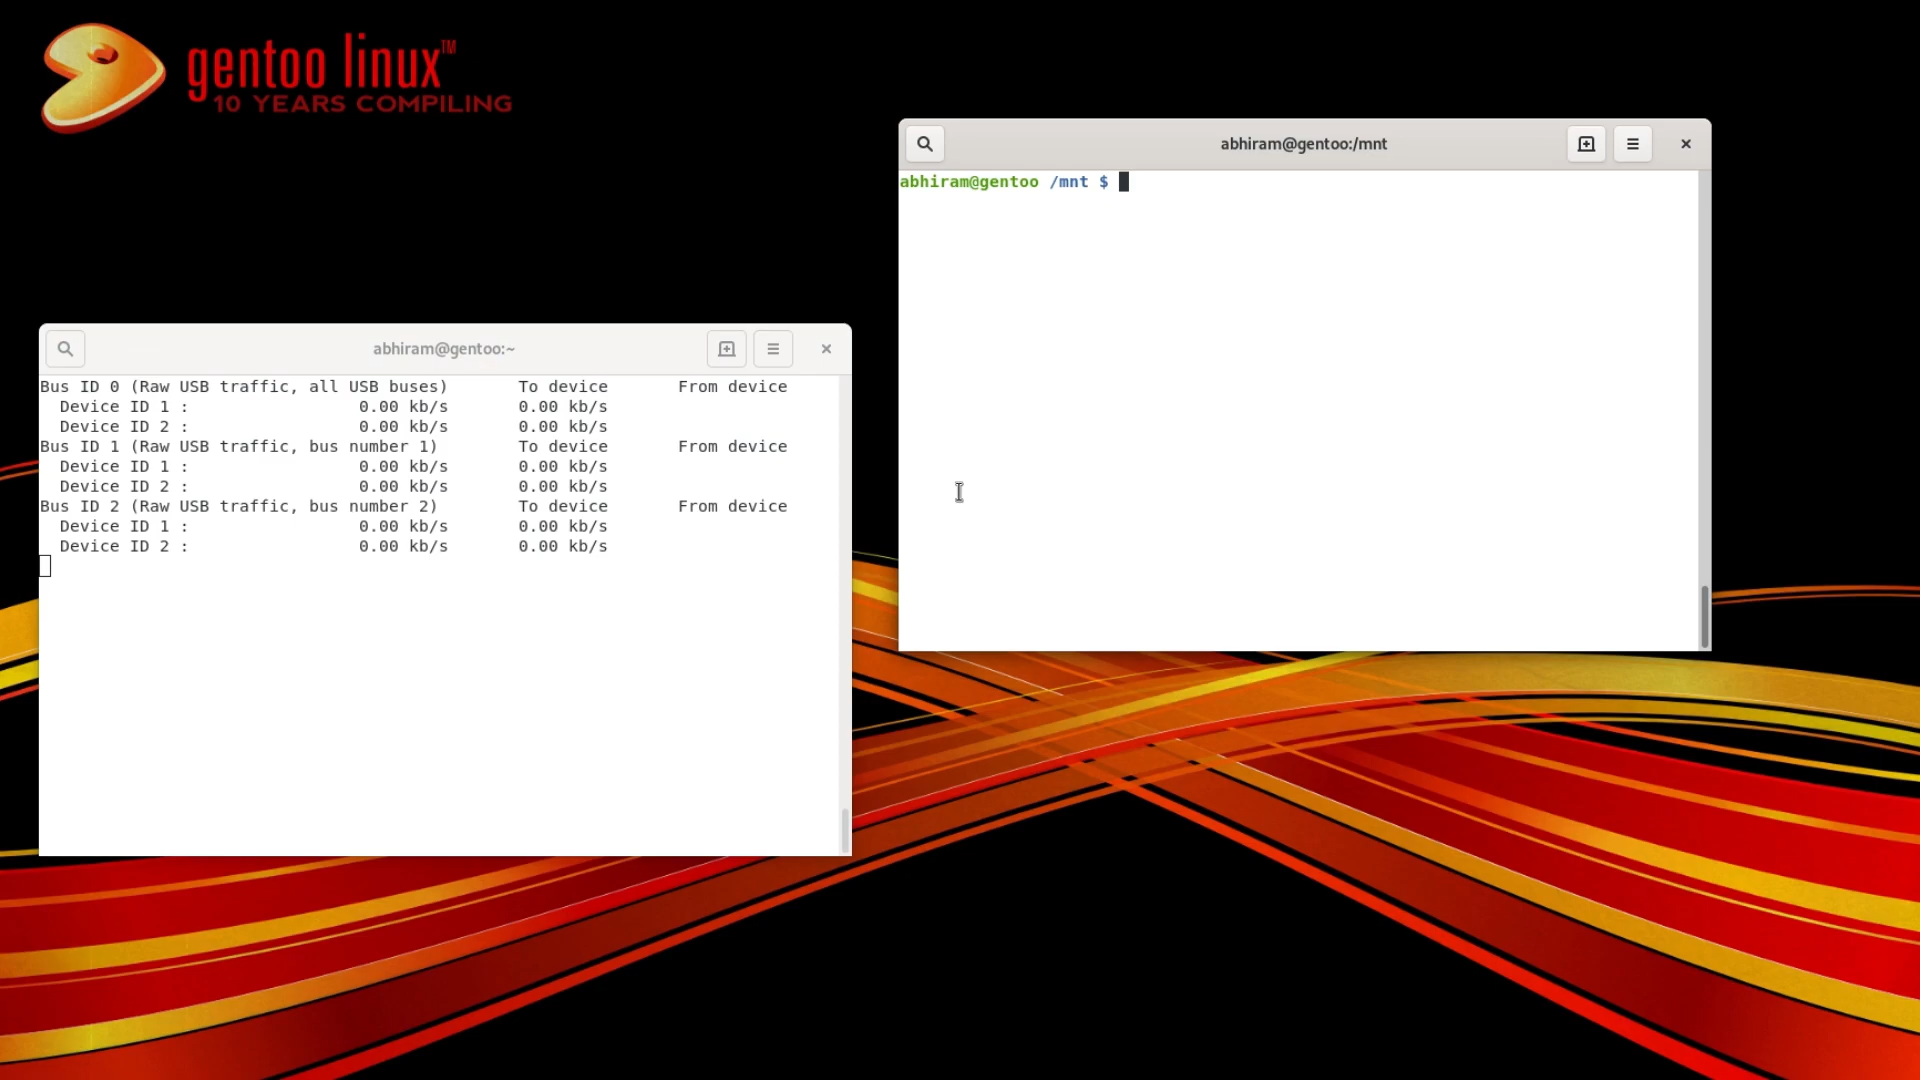 gentoo linux™
10 YEARS COMPILING
abhiram@gentoo:/mnt
abhiram@gentoo /mnt $
abhiram@gentoo:~
Bus ID 0 (Raw USB traffic, all USB buses) To device From device
Device ID 1 : 0.00 kb/s 0.00 kb/s
Device ID 2 : 0.00 kb/s 0.00 kb/s
Bus ID 1 (Raw USB traffic, bus number 1) To device From device
Device ID 1 : 0.00 kb/s 0.00 kb/s
Device ID 2 : 0.00 kb/s 0.00 kb/s
Bus ID 2 (Raw USB traffic, bus number 2) To device From device
Device ID 1 : 0.00 kb/s 0.00 kb/s
Device ID 2 : 0.00 kb/s 0.00 kb/s